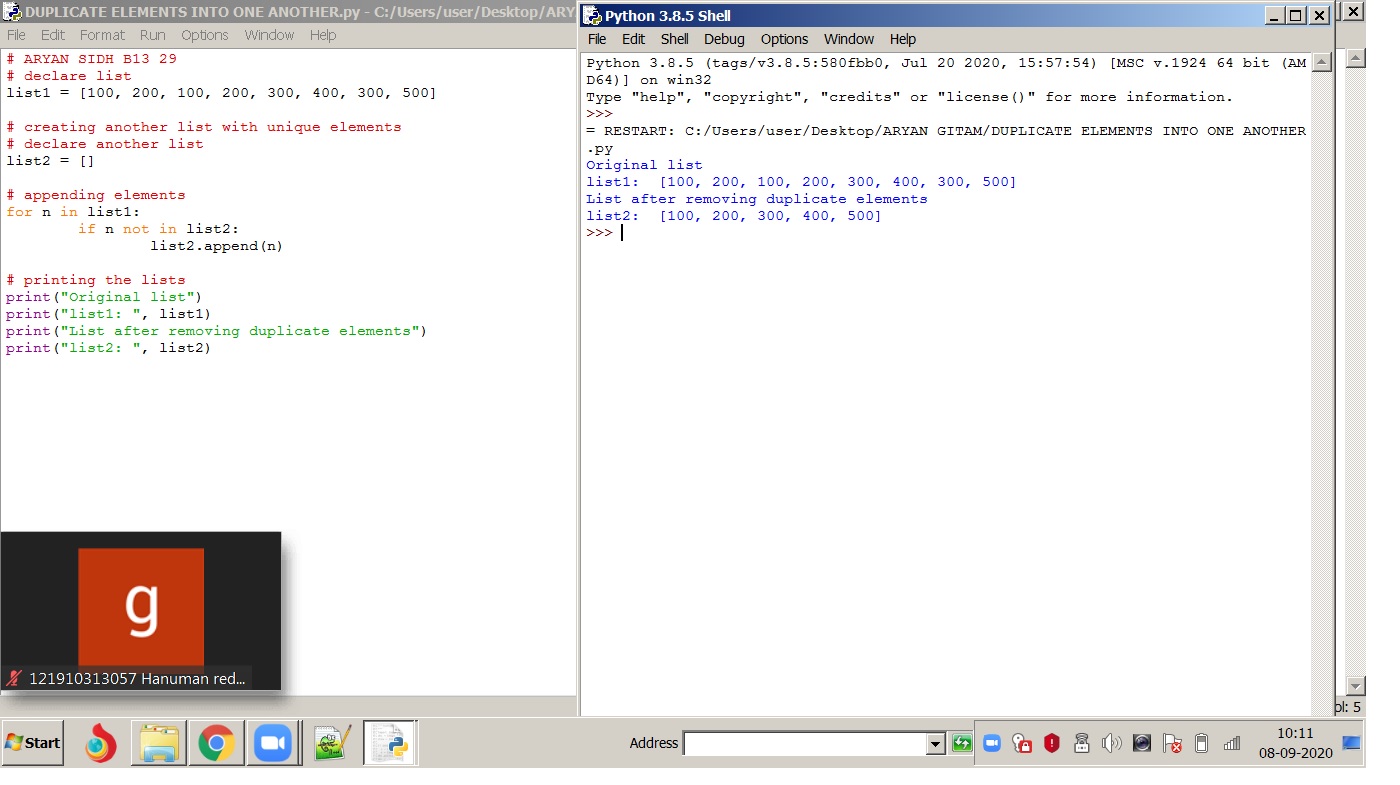 DUPLICATE ELEMENTS INTO ONE ANOTHER.py - C:/Users/user/Desktop/ARY
File Edit Format Run Options Window Help
# ARYAN SIDH B13 29
# declare list
list1 = [100, 200, 100, 200, 300, 400, 300, 500]
# creating another list with unique elements
# declare another list
list2 = []
# appending elements
for n in list1:
if n not in list2:
list2.append(n)
# printing the lists
print("Original list")
print("list1: ", list1)
print("List after removing duplicate elements")
print("list2: ", list2)
g
121910313057 Hanuman red...
Python 3.8.5 Shell
File Edit Shell Debug Options Window Help
Python 3.8.5 (tags/v3.8.5:580fbb0, Jul 20 2020, 15:57:54) [MSC v.1924 64 bit (AM
D64)] on win32
Type "help", "copyright", "credits" or "license()" for more information.
>>>
= RESTART: C:/Users/user/Desktop/ARYAN GITAM/DUPLICATE ELEMENTS INTO ONE ANOTHER
.py
Original list
list1:  [100, 200, 100, 200, 300, 400, 300, 500]
List after removing duplicate elements
list2:  [100, 200, 300, 400, 500]
>>>
ol: 5
Start
Address
10:11
08-09-2020